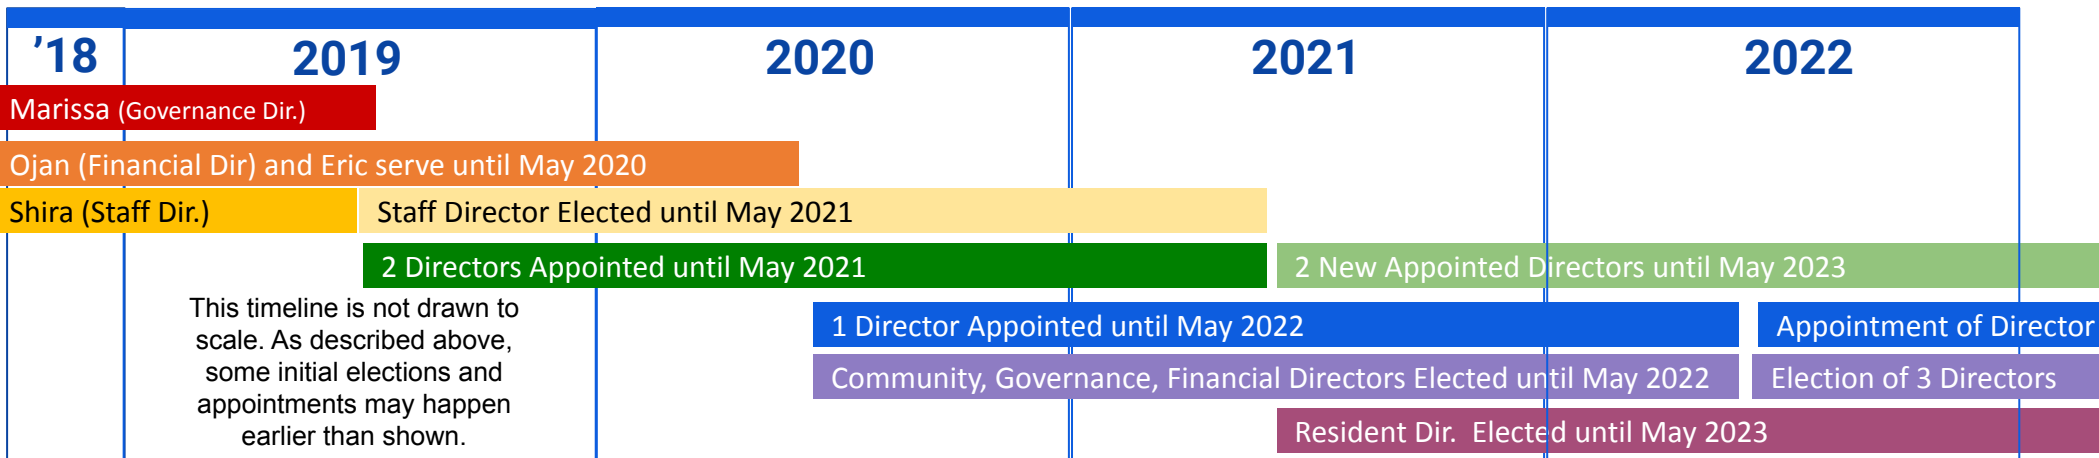 ’18
2019
2020
2021
2022
Marissa (Governance Dir.)
Ojan (Financial Dir) and Eric serve until May 2020
Shira (Staff Dir.)
Staff Director Elected until May 2021
2 Directors Appointed until May 2021
2 New Appointed Directors until May 2023
This timeline is not drawn to
scale. As described above,
some initial elections and
appointments may happen
earlier than shown.
1 Director Appointed until May 2022
Appointment of Director
Community, Governance, Financial Directors Elected until May 2022
Election of 3 Directors
Resident Dir. Elected until May 2023